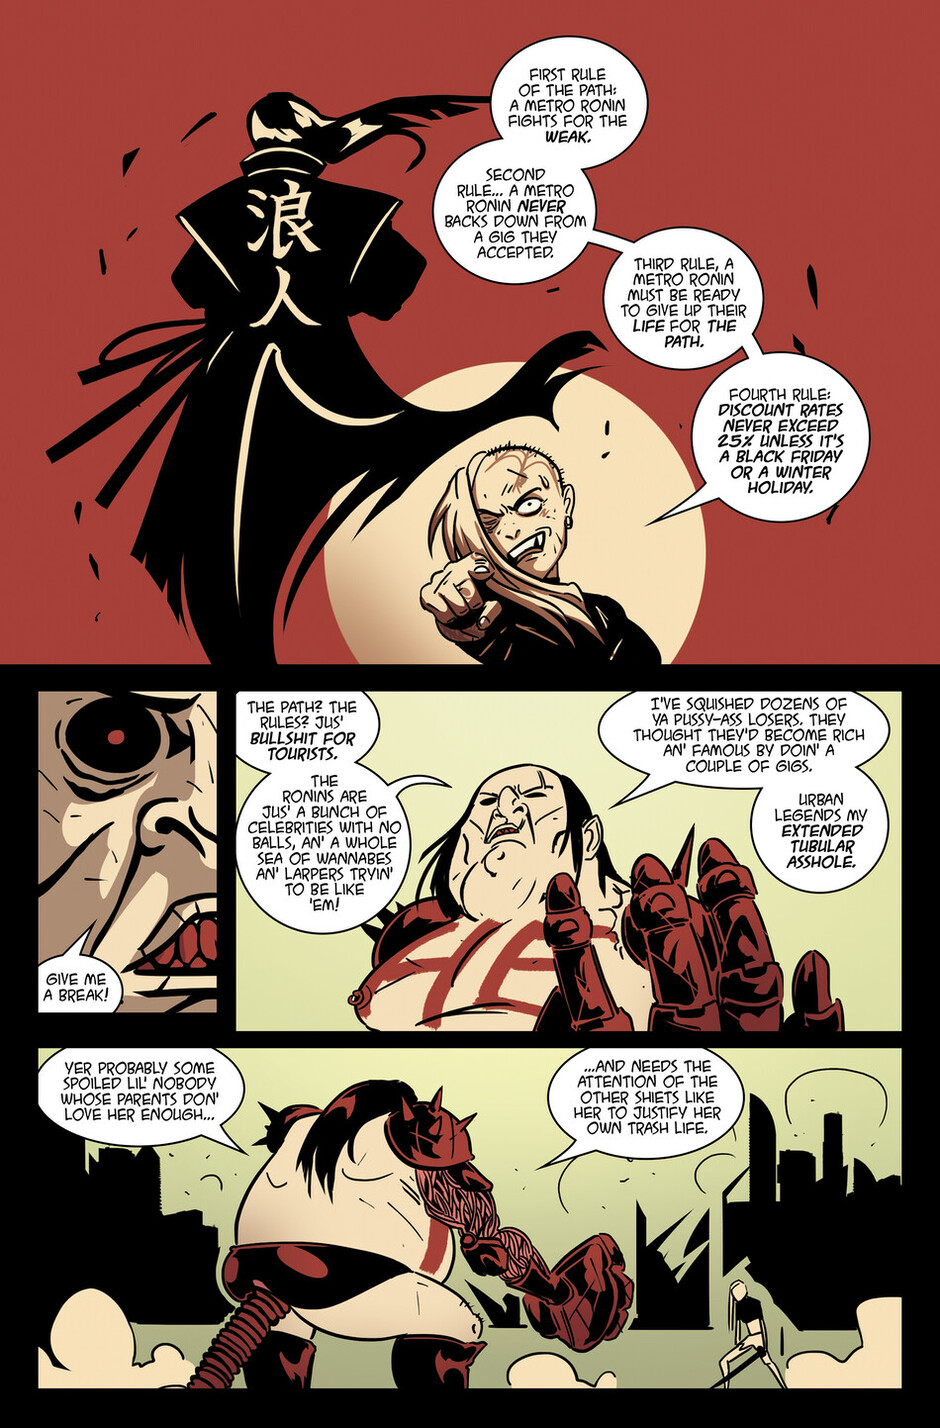 FIRST RULE
OF THE PATH:
A METRO RONIN
FIGHTS FOR THE
WEAK.
SECOND
RULE... A METRO
RONIN NEVER
BACKS DOWN FROM
A GIG THEY
ACCEPTED.
THIRD RULE, A
METRO RONIN
MUST BE READY
TO GIVE UP THEIR
LIFE FOR THE
PATH.
FOURTH RULE:
DISCOUNT RATES
NEVER EXCEED
25% UNLESS IT'S
A BLACK FRIDAY
OR A WINTER
HOLIDAY.
浪
人
GIVE ME
A BREAK!
THE PATH? THE
RULES? JUS'
BULLSHIT FOR
TOURISTS.
THE
RONINS ARE
JUS' A BUNCH OF
CELEBRITIES WITH NO
BALLS, AN' A WHOLE
SEA OF WANNABES
AN' LARPERS TRYIN'
TO BE LIKE
'EM!
I'VE SQUISHED DOZENS OF
YA PUSSY-ASS LOSERS. THEY
THOUGHT THEY'D BECOME RICH
AN' FAMOUS BY DOIN' A
COUPLE OF GIGS.
URBAN
LEGENDS MY
EXTENDED
TUBULAR
ASSHOLE.
YER PROBABLY SOME
SPOILED LIL' NOBODY
WHOSE PARENTS DON'
LOVE HER ENOUGH...
...AND NEEDS THE
ATTENTION OF THE
OTHER SHIETS LIKE
HER TO JUSTIFY HER
OWN TRASH LIFE.